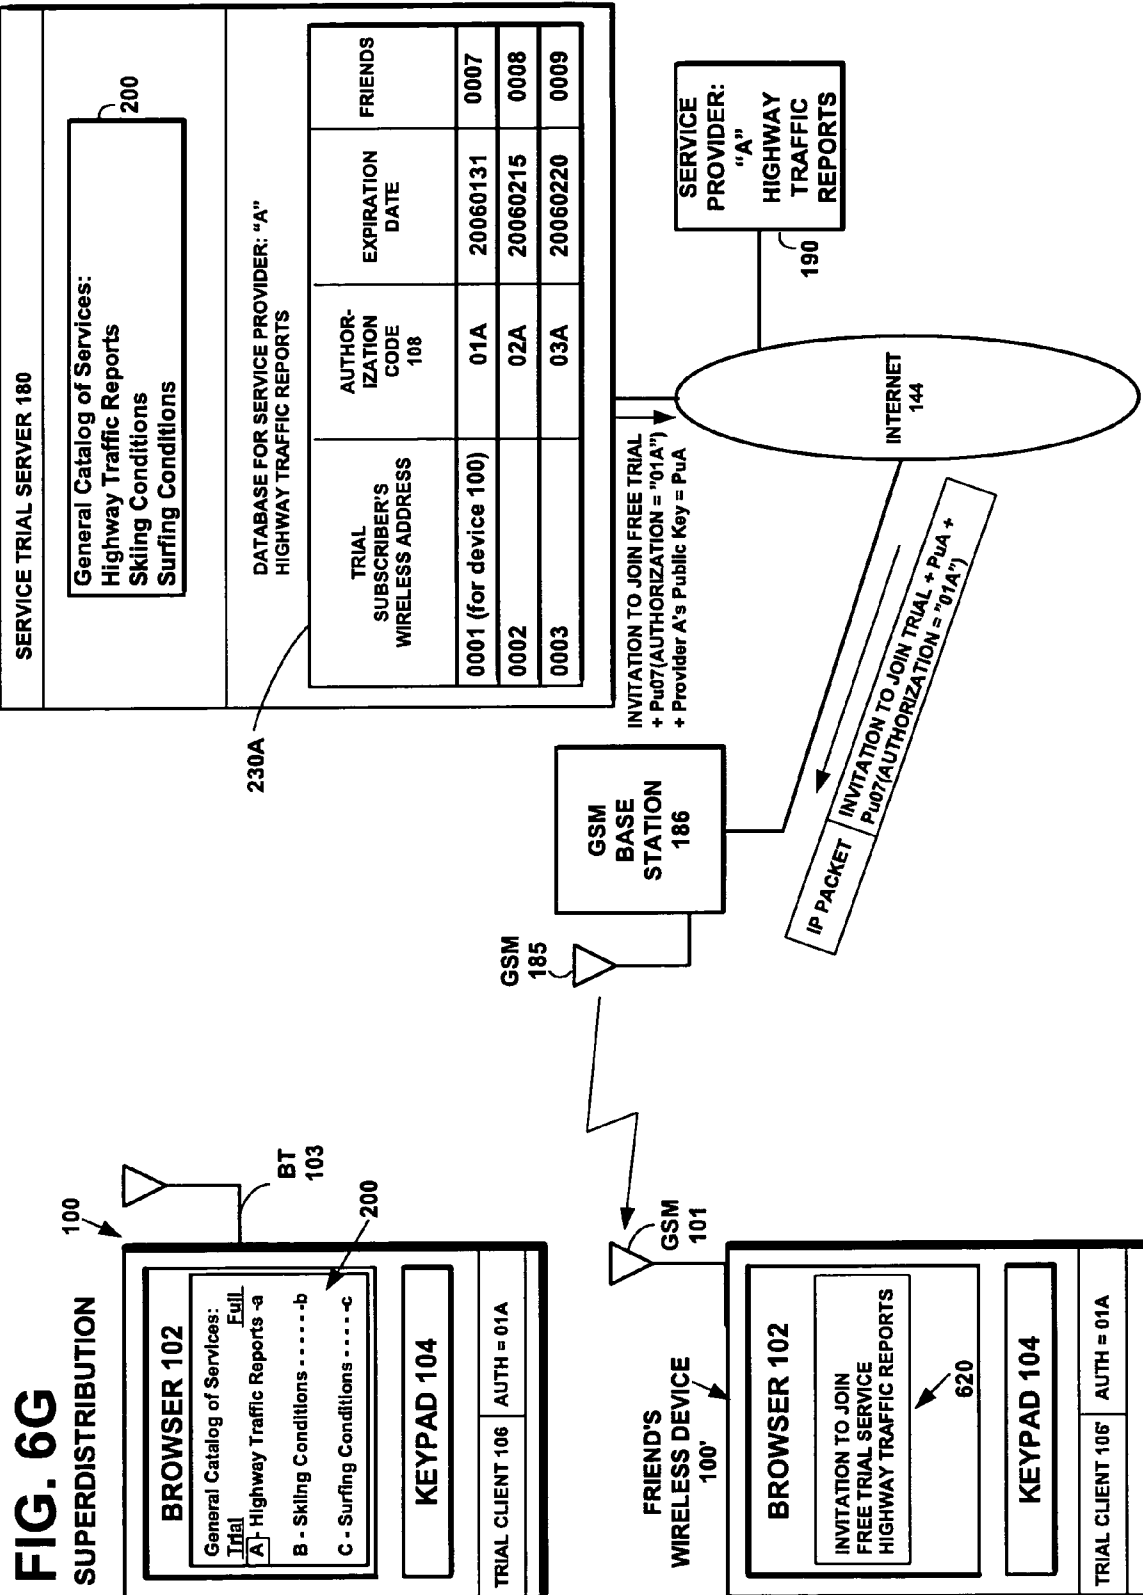 FIG. 6G
SUPERDISTRIBUTION
100
BROWSER 102
General Catalog of Services:
Trial Full
A - Highway Traffic Reports -a
B - Skiing Conditions - - - - - -b
C - Surfing Conditions - - - - -c
KEYPAD 104
TRIAL CLIENT 106 AUTH = 01A
BT
103
200
FRIEND'S
WIRELESS DEVICE
100'
BROWSER 102
INVITATION TO JOIN
FREE TRIAL SERVICE
HIGHWAY TRAFFIC REPORTS
620
KEYPAD 104
TRIAL CLIENT 106' AUTH = 01A
GSM
101
GSM
185
GSM
BASE
STATION
186
SERVICE TRIAL SERVER 180
General Catalog of Services:
Highway Traffic Reports
Skiing Conditions
Surfing Conditions
200
DATABASE FOR SERVICE PROVIDER: "A"
HIGHWAY TRAFFIC REPORTS
230A
TRIAL
SUBSCRIBER'S
WIRELESS ADDRESS
AUTHOR-
IZATION
CODE
108
EXPIRATION
DATE
FRIENDS
0001 (for device 100) 01A 20060131 0007
0002 02A 20060215 0008
0003 03A 20060220 0009
INVITATION TO JOIN FREE TRIAL
+ Pu07(AUTHORIZATION = "01A")
+ Provider A's Public Key = PuA
IP PACKET
INVITATION TO JOIN TRIAL + PuA +
Pu07(AUTHORIZATION = "01A")
INTERNET
144
SERVICE
PROVIDER:
"A"
HIGHWAY
TRAFFIC
REPORTS
190